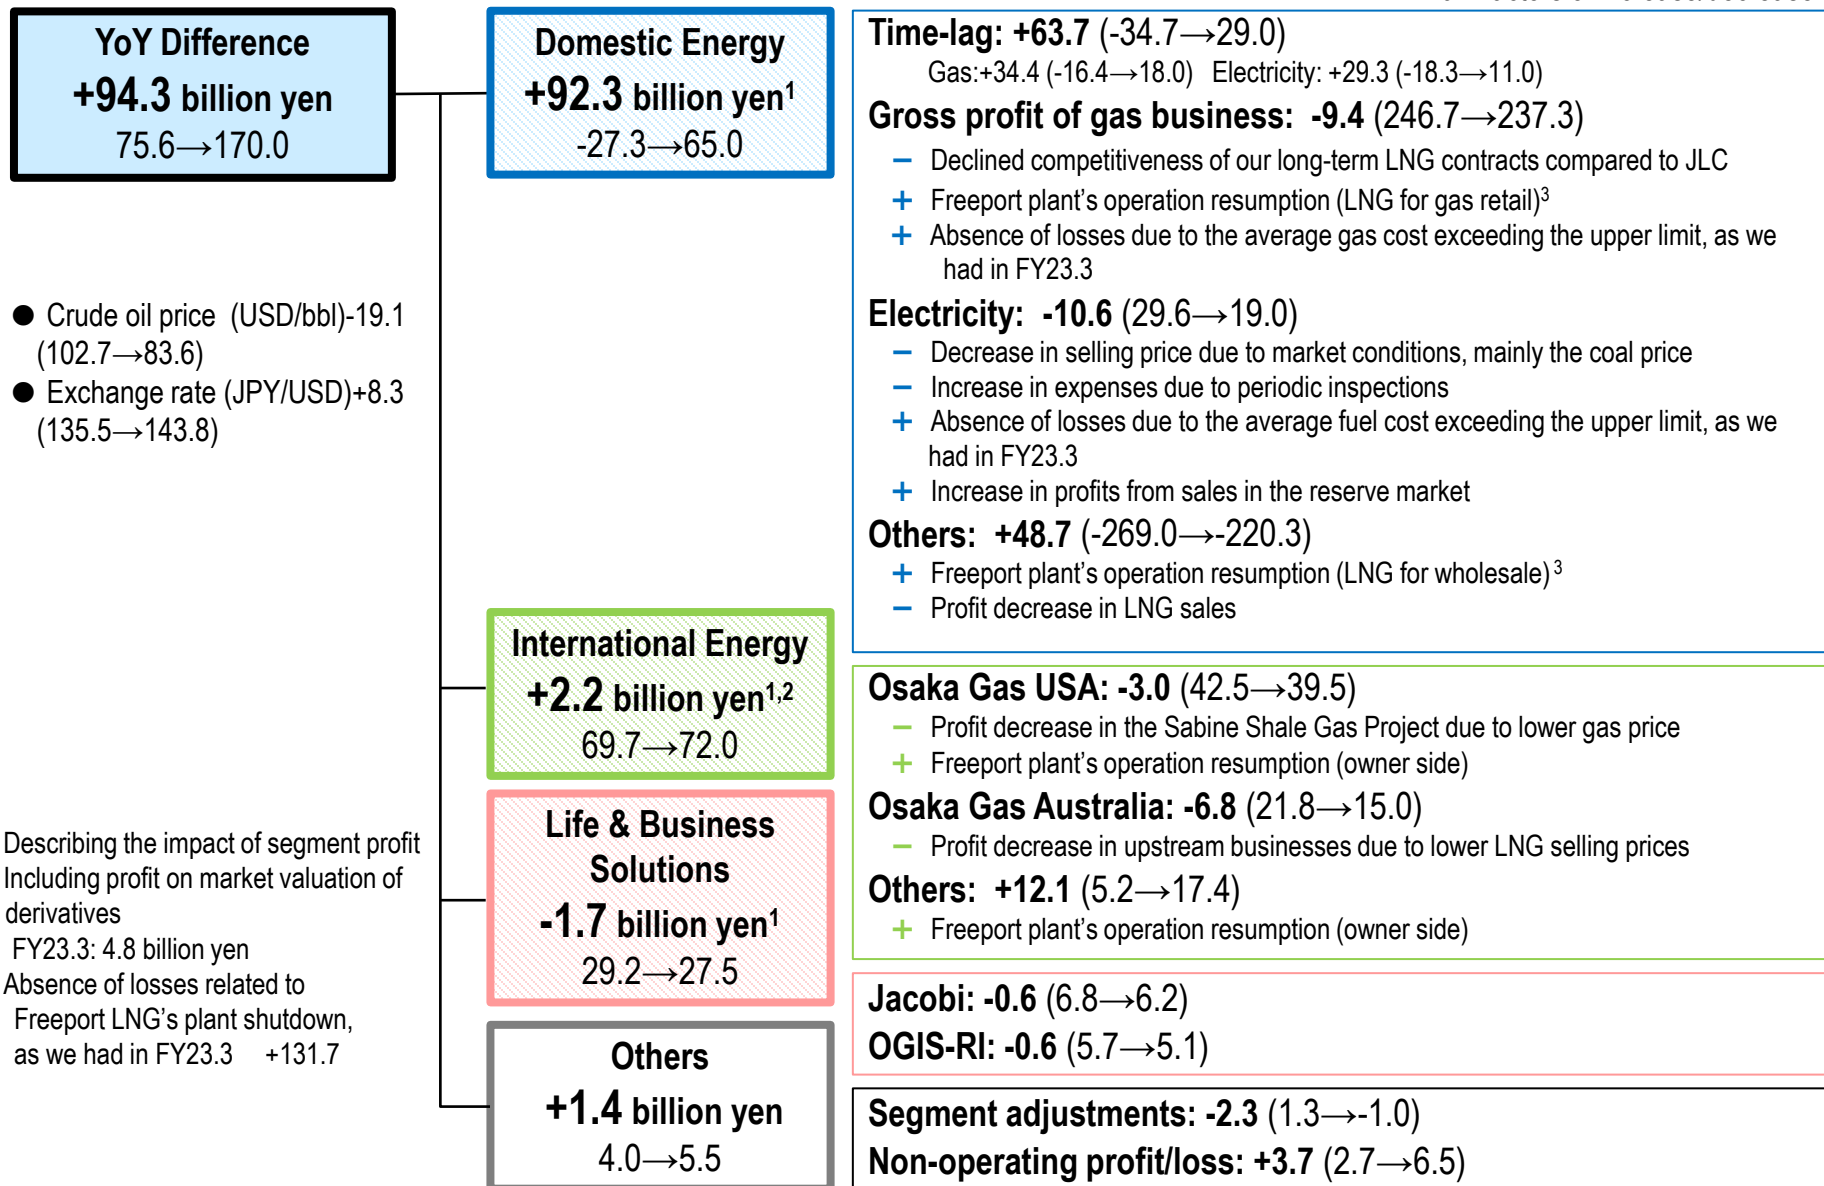 YoY Difference
+94.3 billion yen
75.6→170.0
● Crude oil price (USD/bbl)-19.1
(102.7→83.6)
● Exchange rate (JPY/USD)+8.3
(135.5→143.8)
Describing the impact of segment profit
Including profit on market valuation of
derivatives
FY23.3: 4.8 billion yen
Absence of losses related to
Freeport LNG's plant shutdown,
as we had in FY23.3 +131.7
Domestic Energy
+92.3 billion yen1
-27.3→65.0
Time-lag: +63.7 (-34.7→29.0)
Gas:+34.4 (-16.4→18.0) Electricity: +29.3 (-18.3→11.0)
Gross profit of gas business: -9.4 (246.7→237.3)
− Declined competitiveness of our long-term LNG contracts compared to JLC
+ Freeport plant's operation resumption (LNG for gas retail)3
+ Absence of losses due to the average gas cost exceeding the upper limit, as we
had in FY23.3
Electricity: -10.6 (29.6→19.0)
− Decrease in selling price due to market conditions, mainly the coal price
− Increase in expenses due to periodic inspections
+ Absence of losses due to the average fuel cost exceeding the upper limit, as we
had in FY23.3
+ Increase in profits from sales in the reserve market
Others: +48.7 (-269.0→-220.3)
+ Freeport plant's operation resumption (LNG for wholesale) 3
− Profit decrease in LNG sales
International Energy
+2.2 billion yen1,2
69.7→72.0
Osaka Gas USA: -3.0 (42.5→39.5)
− Profit decrease in the Sabine Shale Gas Project due to lower gas price
+ Freeport plant's operation resumption (owner side)
Osaka Gas Australia: -6.8 (21.8→15.0)
− Profit decrease in upstream businesses due to lower LNG selling prices
Others: +12.1 (5.2→17.4)
+ Freeport plant's operation resumption (owner side)
Life & Business
Solutions
-1.7 billion yen1
29.2→27.5
Jacobi: -0.6 (6.8→6.2)
OGIS-RI: -0.6 (5.7→5.1)
Others
+1.4 billion yen
4.0→5.5
Segment adjustments: -2.3 (1.3→-1.0)
Non-operating profit/loss: +3.7 (2.7→6.5)